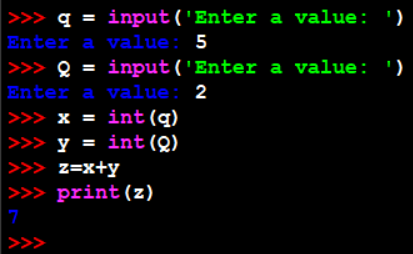 >>> q = input('Enter a value: ')
Enter a value: 5
>>> Q = input('Enter a value: ')
Enter a value: 2
>>> x = int(q)
>>> y = int(Q)
>>> z=x+y
>>> print(z)
7
>>>